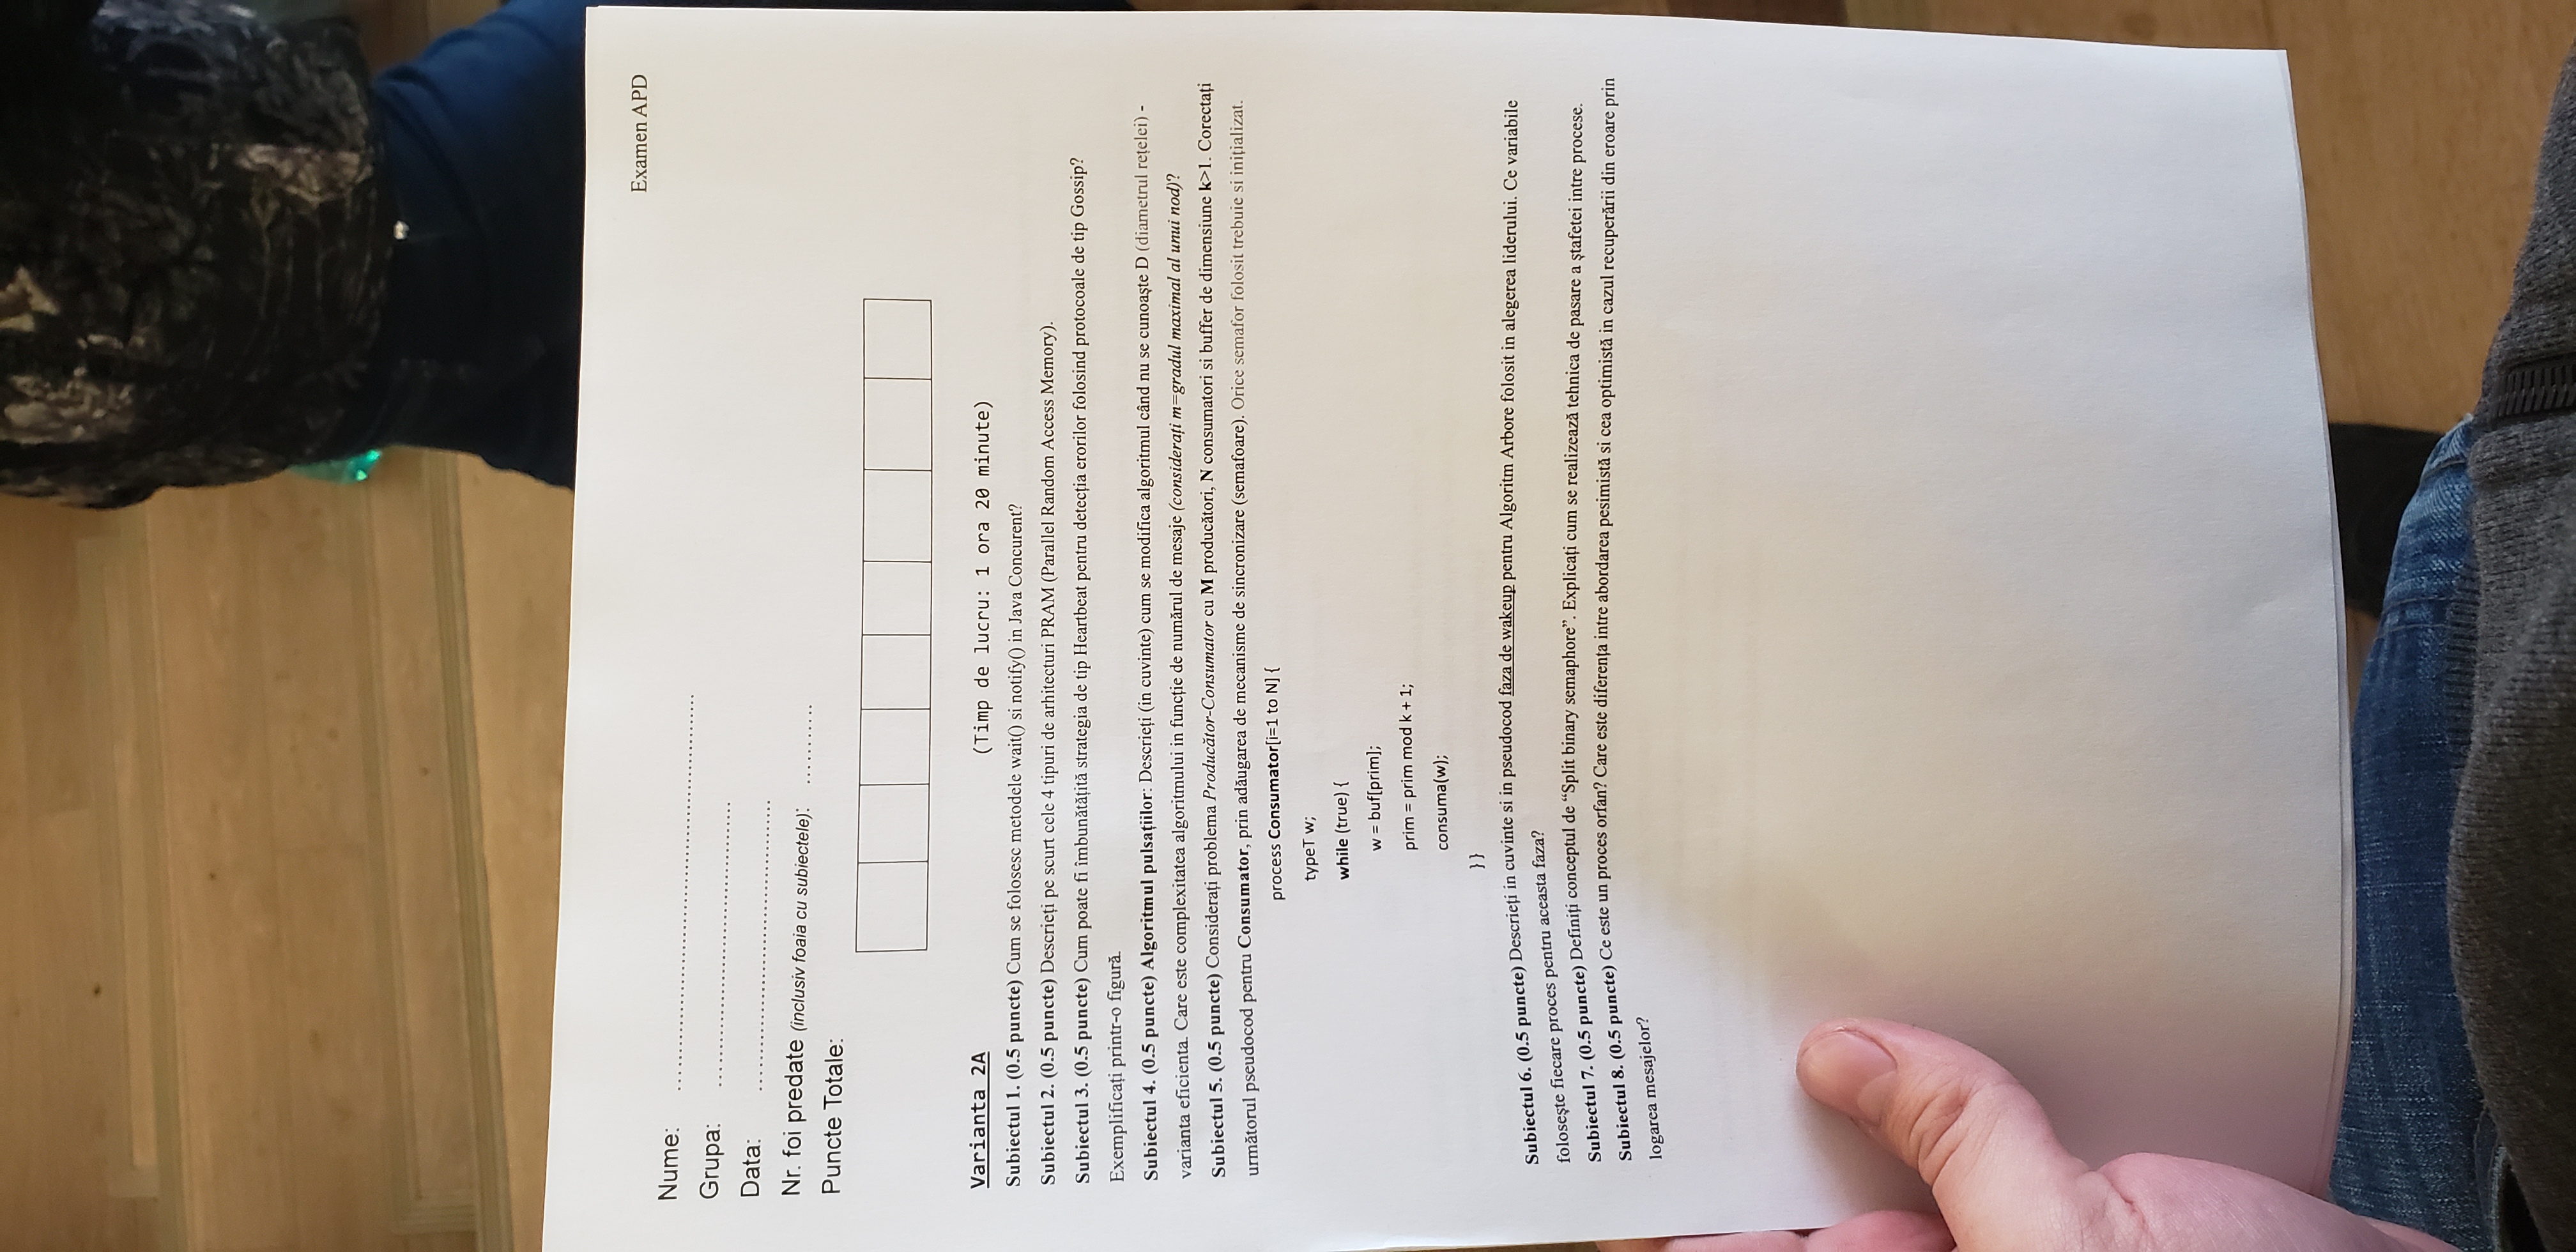 Examen APD
Nume: ................................................................
Grupa: ................................................
Data: ................................................
Nr. foi predate (inclusiv foaia cu subiectele): ...........
Puncte Totale:
Varianta 2A (Timp de lucru: 1 ora 20 minute)
Subiectul 1. (0.5 puncte) Cum se folosesc metodele wait() si notify() in Java Concurent?
Subiectul 2. (0.5 puncte) Descrieți pe scurt cele 4 tipuri de arhitecturi PRAM (Parallel Random Access Memory).
Subiectul 3. (0.5 puncte) Cum poate fi îmbunătățită strategia de tip Heartbeat pentru detecția erorilor folosind protocoale de tip Gossip?
Exemplificați printr-o figură.
Subiectul 4. (0.5 puncte) Algoritmul pulsațiilor: Descrieți (in cuvinte) cum se modifica algoritmul când nu se cunoaște D (diametrul rețelei) -
varianta eficienta. Care este complexitatea algoritmului in funcție de numărul de mesaje (considerați m=gradul maximal al unui nod)?
Subiectul 5. (0.5 puncte) Considerați problema Producător-Consumator cu M producători, N consumatori si buffer de dimensiune k>1. Corectați
următorul pseudocod pentru Consumator, prin adăugarea de mecanisme de sincronizare (semafoare). Orice semafor folosit trebuie si inițializat.
process Consumator[i=1 to N] {
typeT w;
while (true) {
w = buf[prim];
prim = prim mod k + 1;
consuma(w);
} }
Subiectul 6. (0.5 puncte) Descrieți in cuvinte si in pseudocod faza de wakeup pentru Algoritm Arbore folosit in alegerea liderului. Ce variabile
folosește fiecare proces pentru aceasta faza?
Subiectul 7. (0.5 puncte) Definiți conceptul de “Split binary semaphore”. Explicați cum se realizează tehnica de pasare a ștafetei intre procese.
Subiectul 8. (0.5 puncte) Ce este un proces orfan? Care este diferența intre abordarea pesimistă si cea optimistă in cazul recuperării din eroare prin
logarea mesajelor?